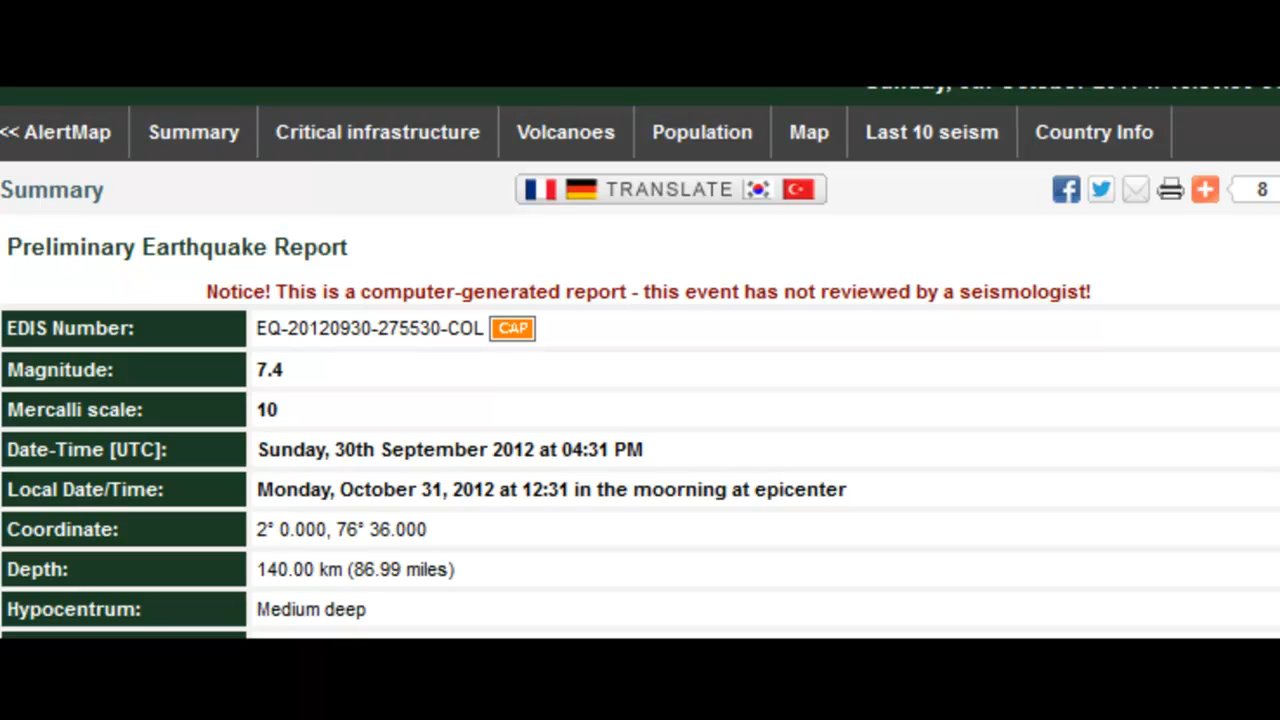 << AlertMap Summary Critical infrastructure Volcanoes Population Map Last 10 seism Country Info
Summary TRANSLATE 8
Preliminary Earthquake Report
Notice! This is a computer-generated report - this event has not reviewed by a seismologist!
EDIS Number: EQ-20120930-275530-COL CAP
Magnitude: 7.4
Mercalli scale: 10
Date-Time [UTC]: Sunday, 30th September 2012 at 04:31 PM
Local Date/Time: Monday, October 31, 2012 at 12:31 in the moorning at epicenter
Coordinate: 2° 0.000, 76° 36.000
Depth: 140.00 km (86.99 miles)
Hypocentrum: Medium deep